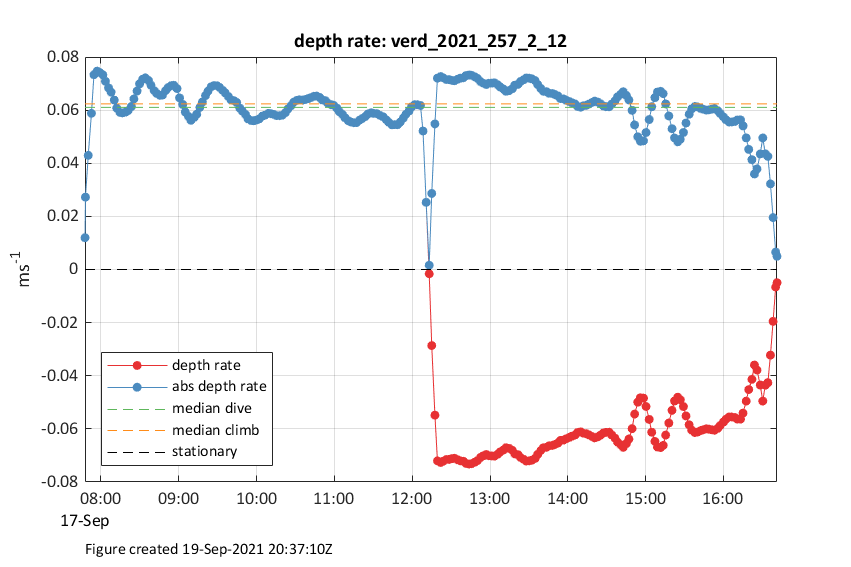 depth rate: verd_2021_257_2_12
0.08
0.06
0.04
0.02
0
-0.02
-0.04
-0.06
-0.08
ms-1
depth rate
abs depth rate
median dive
median climb
stationary
08:00 09:00 10:00 11:00 12:00 13:00 14:00 15:00 16:00
17-Sep
Figure created 19-Sep-2021 20:37:10Z